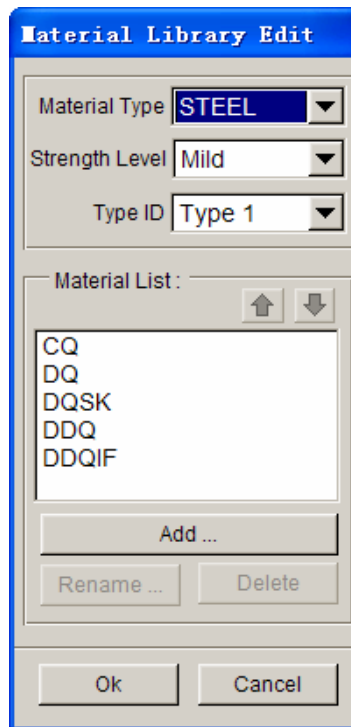 Material Library Edit
Material Type STEEL
Strength Level Mild
Type ID Type 1
Material List :
CQ
DQ
DQSK
DDQ
DDQIF
Add ...
Rename ... Delete
Ok Cancel